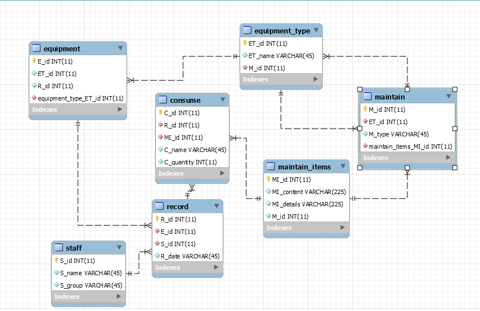 equipment
E_id INT(11)
ET_id INT(11)
R_id INT(11)
equipment_type_ET_id INT(11)
Indexes
equipment_type
ET_id INT(11)
ET_name VARCHAR(45)
M_id INT(11)
Indexes
consume
C_id INT(11)
R_id INT(11)
MI_id INT(11)
C_name VARCHAR(45)
C_quantity INT(11)
Indexes
maintain
M_id INT(11)
ET_id INT(11)
M_type VARCHAR(45)
maintain_items_MI_id INT(11)
Indexes
maintain_items
MI_id INT(11)
MI_content VARCHAR(225)
MI_details VARCHAR(225)
M_id INT(11)
Indexes
record
R_id INT(11)
E_id INT(11)
S_id INT(11)
R_date VARCHAR(45)
Indexes
staff
S_id INT(11)
S_name VARCHAR(45)
S_group VARCHAR(45)
Indexes